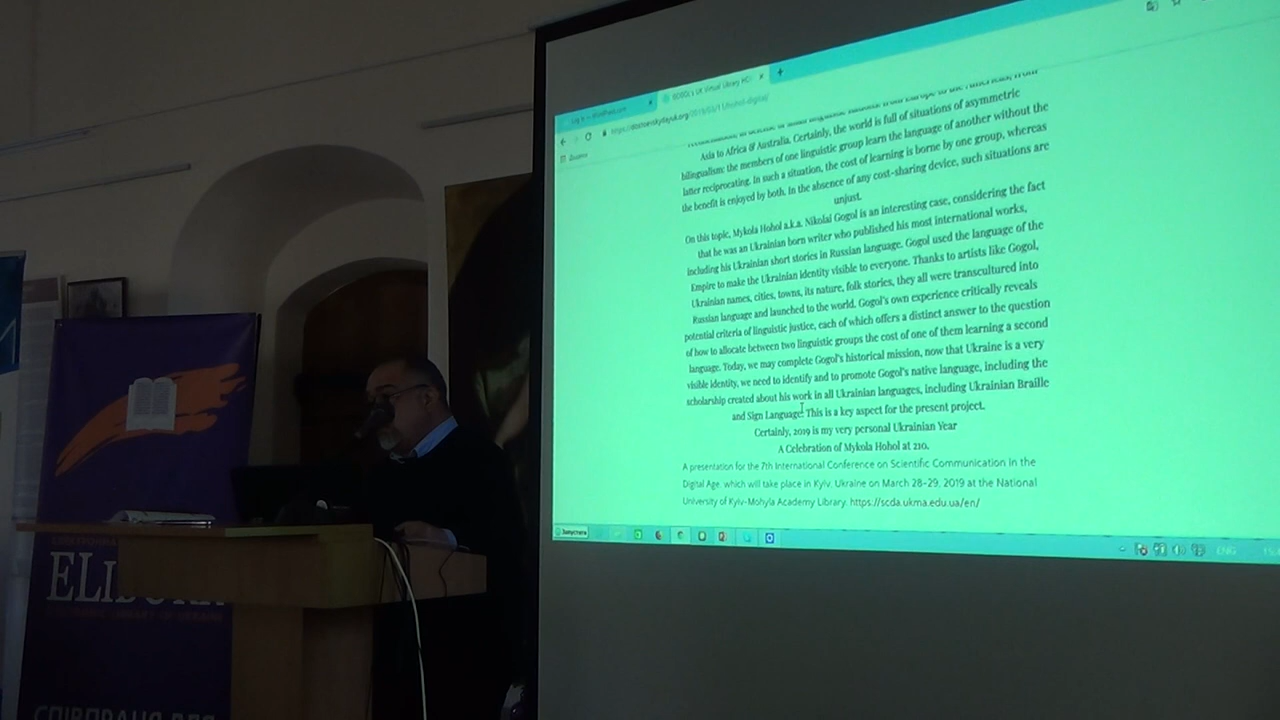 GOGOL's UK Virtual Library
Asia to Africa & Australia. Certainly, the world is full of situations of asymmetric
bilingualism: the members of one linguistic group learn the language of another without the
latter reciprocating. In such a situation, the cost of learning is borne by one group, whereas
the benefit is enjoyed by both. In the absence of any cost-sharing device, such situations are
unjust.
On this topic, Mykola Hohol a.k.a. Nikolai Gogol is an interesting case, considering the fact
that he was an Ukrainian born writer who published his most international works,
including his Ukrainian short stories in Russian language. Gogol used the language of the
Empire to make the Ukrainian identity visible to everyone. Thanks to artists like Gogol,
Ukrainian names, cities, towns, its nature, folk stories, they all were transcultured into
Russian language and launched to the world. Gogol's own experience critically reveals
potential criteria of linguistic justice, each of which offers a distinct answer to the question
of how to allocate between two linguistic groups the cost of one of them learning a second
language. Today, we may complete Gogol's historical mission, now that Ukraine is a very
visible identity, we need to identify and to promote Gogol's native language, including the
scholarship created about his work in all Ukrainian languages, including Ukrainian Braille
and Sign Language. This is a key aspect for the present project.
Certainly, 2019 is my very personal Ukrainian Year
A Celebration of Mykola Hohol at 210.
A presentation for the 7th International Conference on Scientific Communication in the
Digital Age, which will take place in Kyiv, Ukraine on March 28-29, 2019 at the National
University of Kyiv-Mohyla Academy Library. https://scda.ukma.edu.ua/en/
ENG